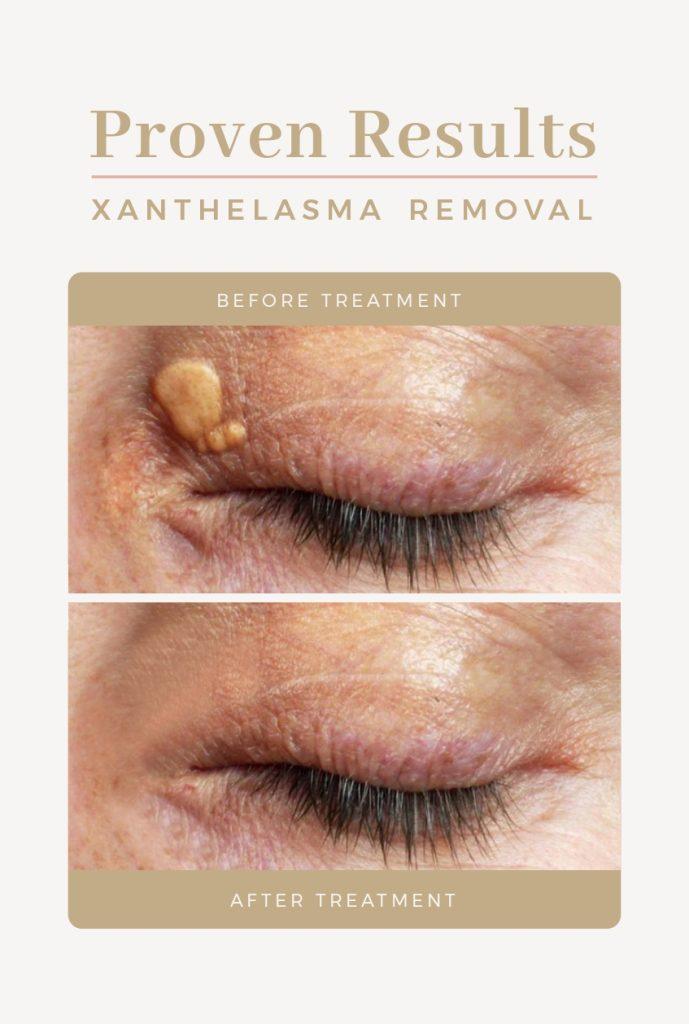 Proven Results
XANTHELASMA REMOVAL
BEFORE TREATMENT
AFTER TREATMENT